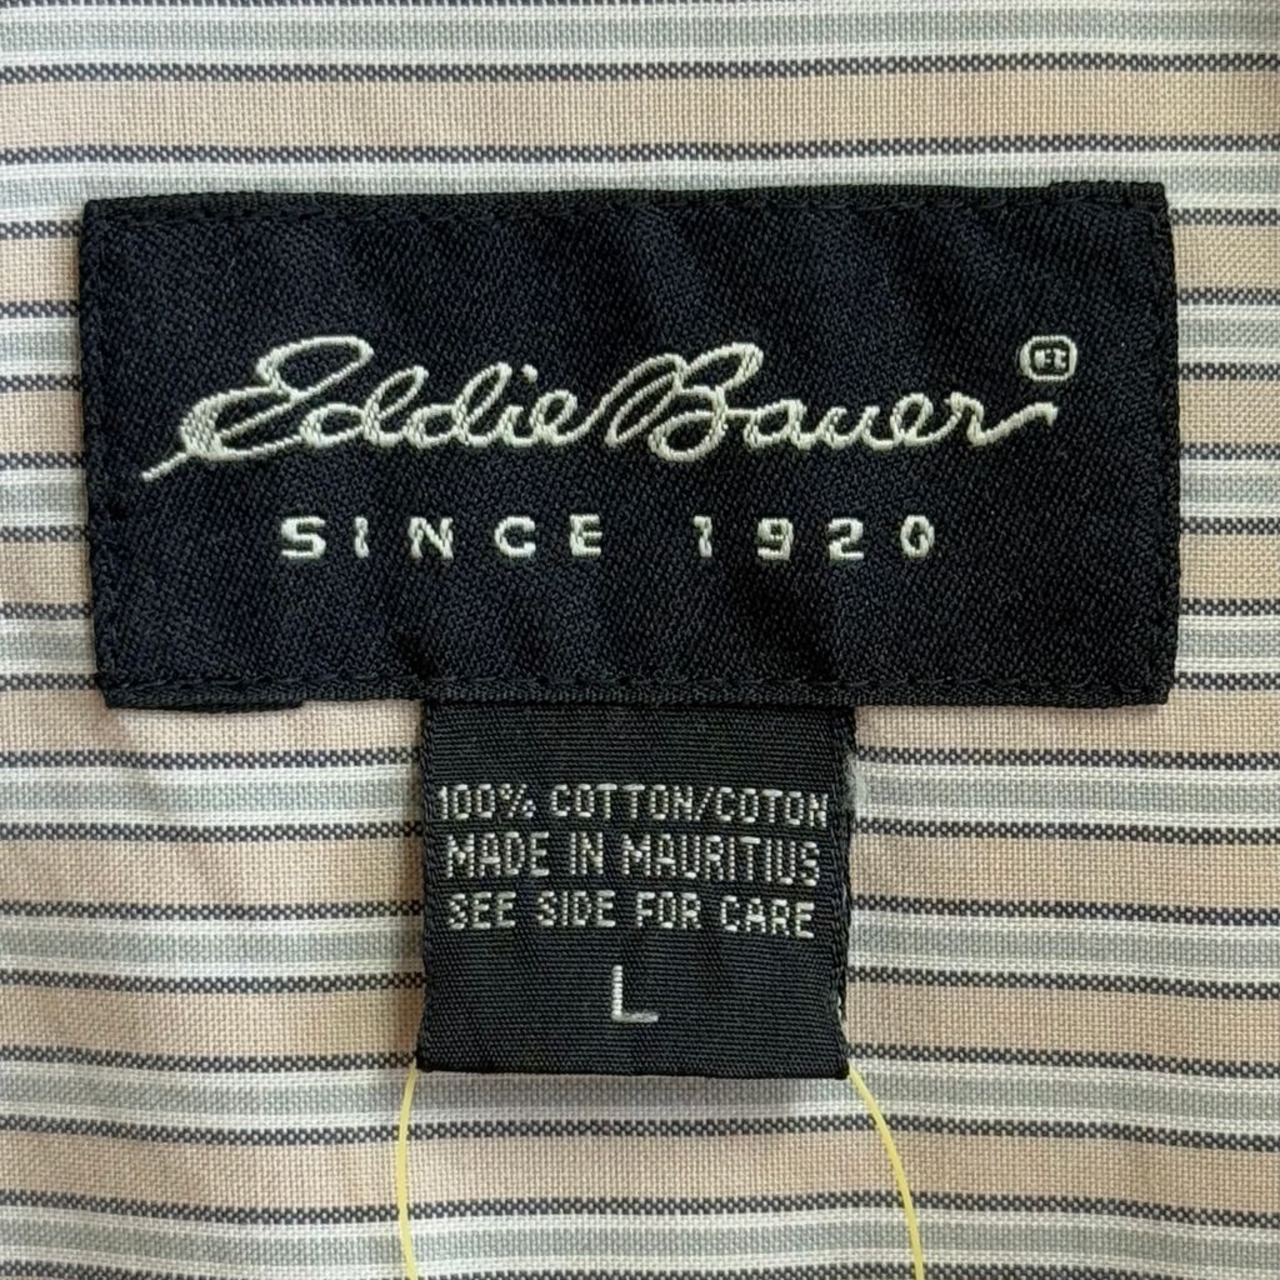 Eddie Bauer ®
SINCE 1920
100% COTTON/COTON
MADE IN MAURITIUS
SEE SIDE FOR CARE
L